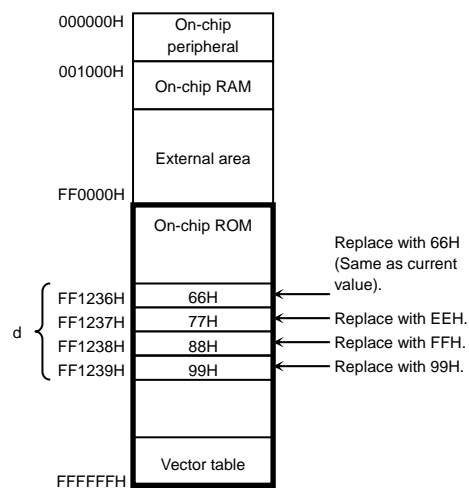 000000H
On-chip
peripheral
001000H
On-chip RAM
External area
FF0000H
On-chip ROM
Replace with 66H
(Same as current
value).
d
FF1236H 66H
FF1237H 77H Replace with EEH.
FF1238H 88H Replace with FFH.
FF1239H 99H Replace with 99H.
Vector table
FFFFFFH